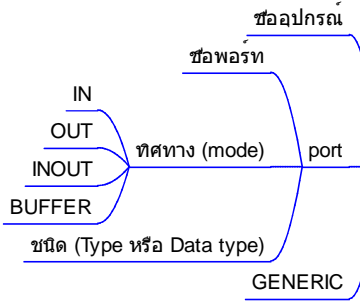 ชื่ออุปกรณ์
ชื่อพอร์ท
IN
OUT
ทิศทาง (mode)
port
INOUT
BUFFER
ชนิด (Type หรือ Data type)
GENERIC